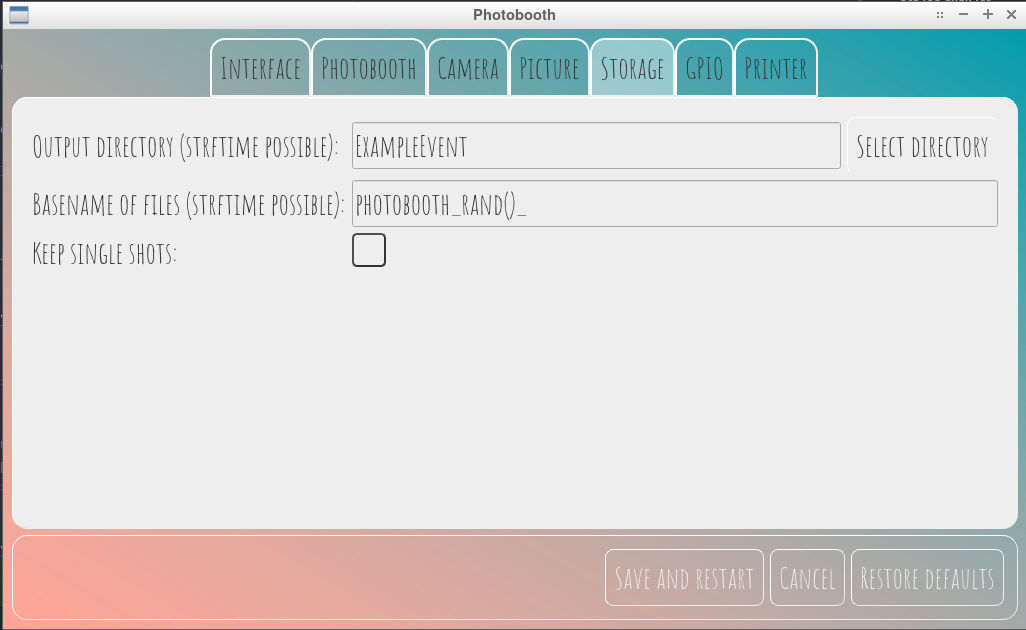 Photobooth
Interface Photobooth Camera Picture Storage GPIO Printer
Output directory (strftime possible): ExampleEvent Select directory
Basename of files (strftime possible): photobooth_rand()_
Keep single shots:
Save and restart Cancel Restore defaults